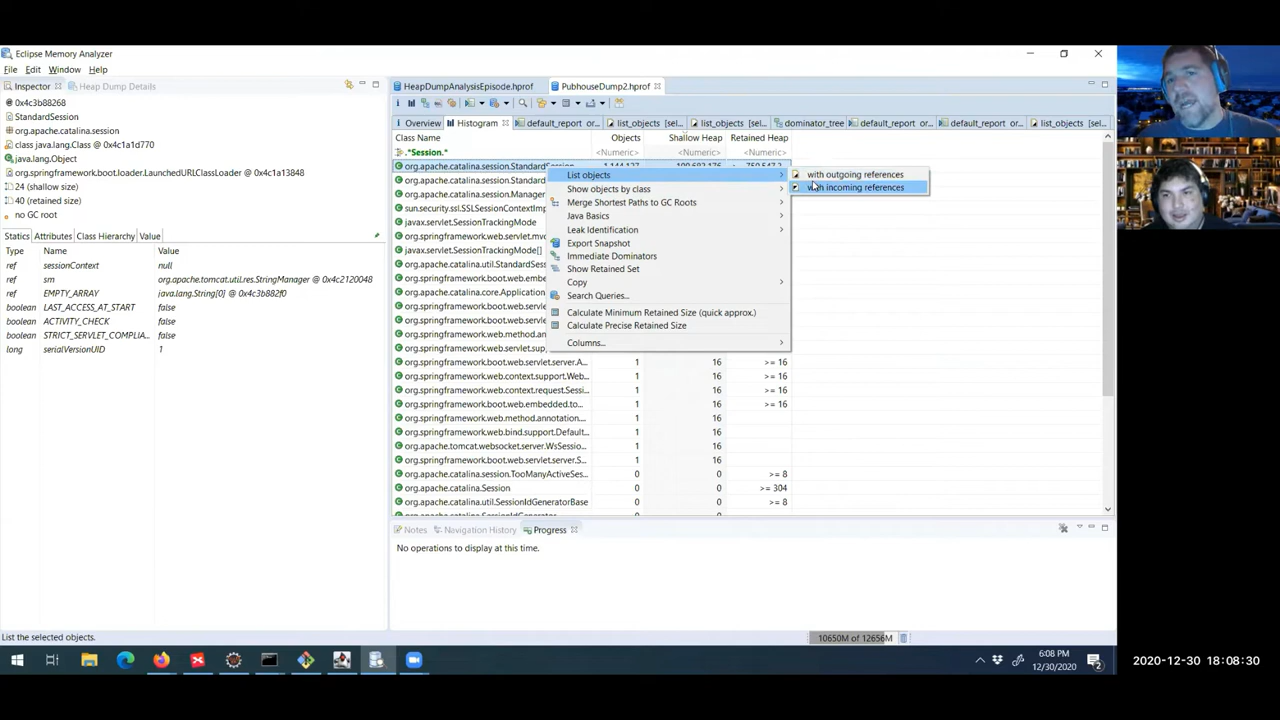 Eclipse Memory Analyzer
File Edit Window Help
Inspector Heap Dump Details
0x4c3b88268
StandardSession
org.apache.catalina.session
class java.lang.Class @ 0x4c1a1d770
java.lang.Object
org.springframework.boot.loader.LaunchedURLClassLoader @ 0x4c1a13848
24 (shallow size)
40 (retained size)
no GC root
Statics Attributes Class Hierarchy Value
Type Name Value
ref sessionContext null
ref sm org.apache.tomcat.util.res.StringManager @ 0x4c2120048
ref EMPTY_ARRAY java.lang.String[0] @ 0x4c3b882f0
boolean LAST_ACCESS_AT_START false
boolean ACTIVITY_CHECK false
boolean STRICT_SERVLET_COMPLIA... false
long serialVersionUID 1
HeapDumpAnalysisEpisode.hprof PubhouseDump2.hprof
Overview Histogram default_report or... list_objects [sel... list_objects [sel... dominator_tree default_report or... default_report or... list_objects [sel...
Class Name Objects Shallow Heap Retained Heap
.*Session.* <Numeric> <Numeric> <Numeric>
org.apache.catalina.session.StandardSession
org.apache.catalina.session.Standard
org.apache.catalina.session.Manager
sun.security.ssl.SSLSessionContextImp
javax.servlet.SessionTrackingMode
org.springframework.web.servlet.mvc
javax.servlet.SessionTrackingMode[]
org.springframework.boot.web.embe
org.apache.catalina.util.StandardSess
org.springframework.boot.web.embe
org.apache.catalina.core.Application
org.springframework.boot.web.serv
org.springframework.boot.web.serv
org.springframework.web.method.an
org.springframework.web.servlet.sup
org.springframework.boot.web.servlet.server.A... 1 16 >= 16
org.springframework.web.context.support.Web... 1 16 >= 16
org.springframework.web.context.request.Sessi... 1 16 >= 16
org.springframework.boot.web.embedded.to... 1 16 >= 16
org.springframework.web.method.annotation. 1 16
org.springframework.web.bind.support.Default... 1 16
org.apache.tomcat.websocket.server.WsSession... 1 16
org.springframework.boot.web.servlet.server.S... 1 16
org.apache.catalina.session.TooManyActiveSes... 0 0 >= 8
org.apache.catalina.Session 0 0 >= 304
org.apache.catalina.util.SessionIdGeneratorBase 0 0 >= 8
List objects
Show objects by class
Merge Shortest Paths to GC Roots
Java Basics
Leak Identification
Export Snapshot
Immediate Dominators
Show Retained Set
Copy
Search Queries...
Calculate Minimum Retained Size (quick approx.)
Calculate Precise Retained Size
Columns...
with outgoing references
with incoming references
Notes Navigation History Progress
No operations to display at this time.
List the selected objects.
10650M of 12656M
6:08 PM
12/30/2020
2
2020-12-30 18:08:30